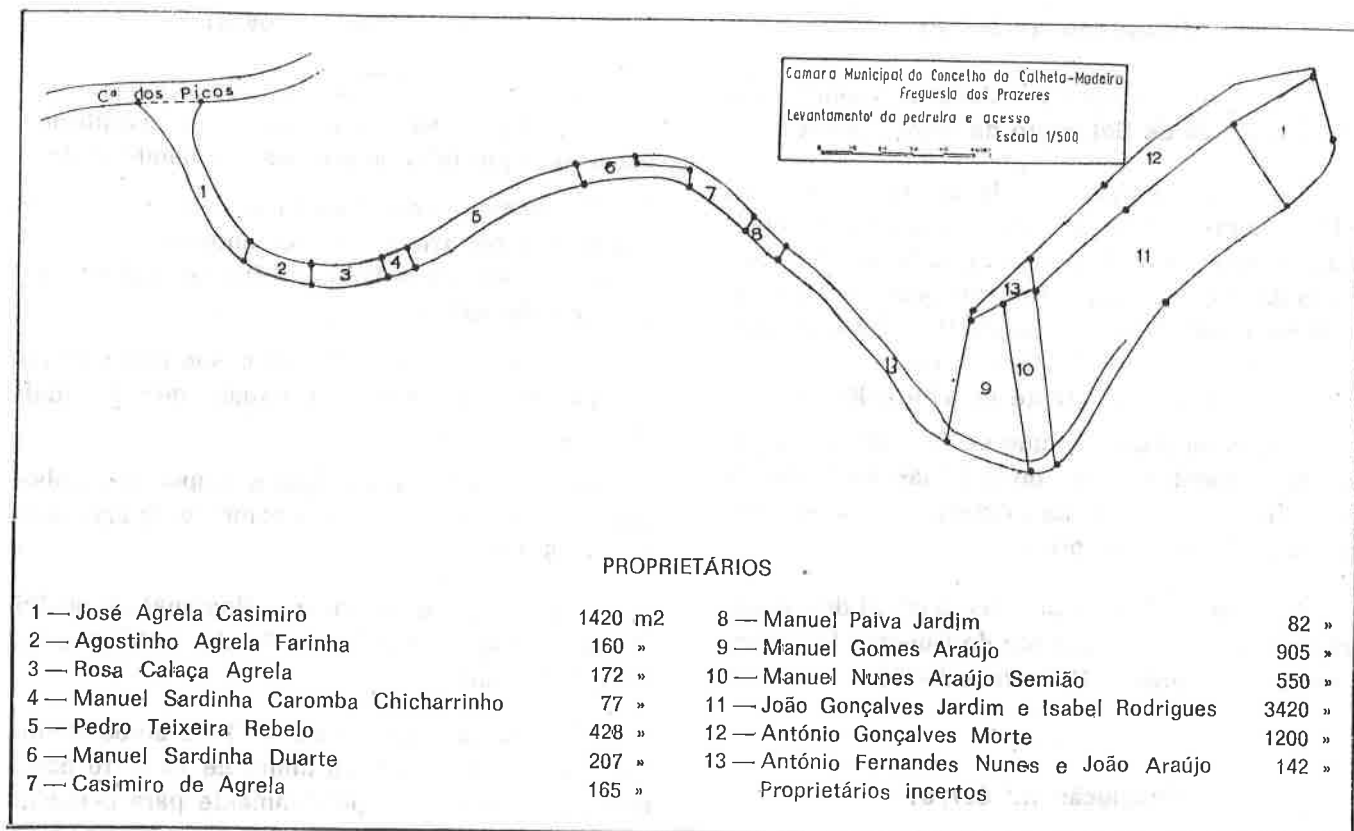 Cº dos Picos
Camara Municipal do Concelho da Calheta-Madeira
Freguesia dos Prazeres
Levantamento da pedreira e acesso
Escala 1/500
1
2
3
4
5
6
7
8
9
10
11
12
13
1
PROPRIETÁRIOS
1 — José Agrela Casimiro 1420 m2
2 — Agostinho Agrela Farinha 160 »
3 — Rosa Calaça Agrela 172 »
4 — Manuel Sardinha Caromba Chicharrinho 77 »
5 — Pedro Teixeira Rebelo 428 »
6 — Manuel Sardinha Duarte 207 »
7 — Casimiro de Agrela 165 »
8 — Manuel Paiva Jardim 82 »
9 — Manuel Gomes Araújo 905 »
10 — Manuel Nunes Araújo Semião 550 »
11 — João Gonçalves Jardim e Isabel Rodrigues 3420 »
12 — António Gonçalves Morte 1200 »
13 — António Fernandes Nunes e João Araújo 142 »
Proprietários incertos